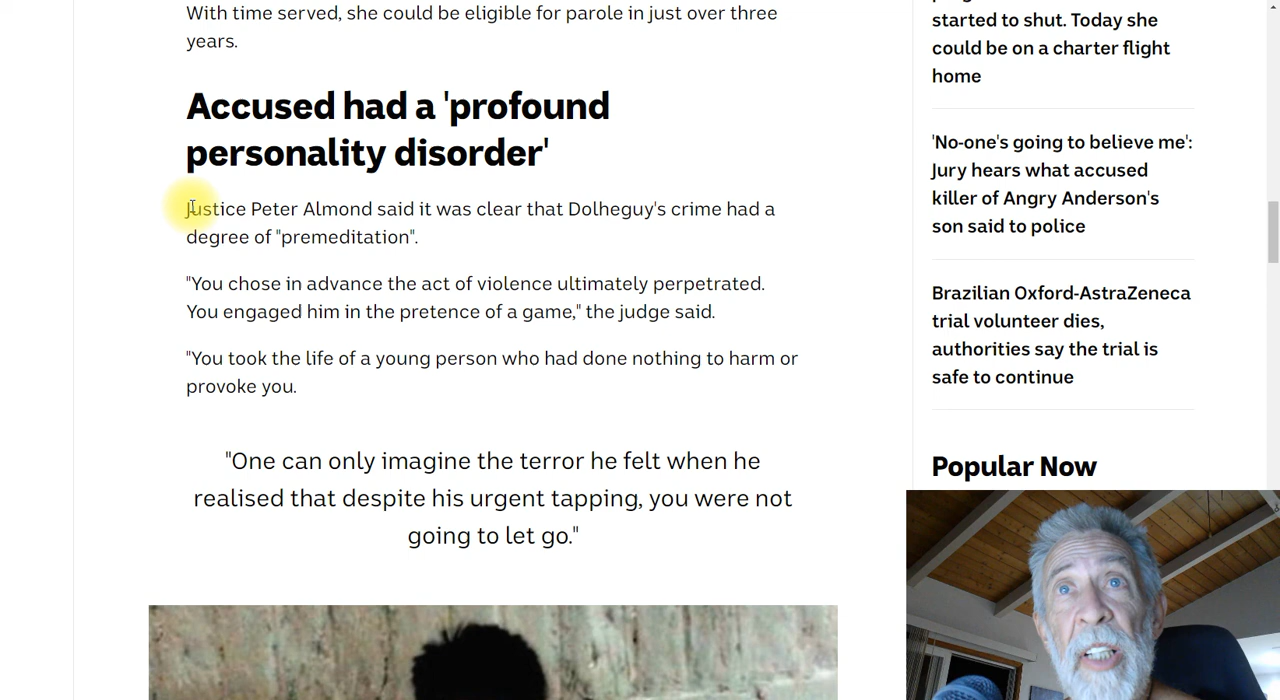 With time served, she could be eligible for parole in just over three
years.
Accused had a 'profound
personality disorder'
Justice Peter Almond said it was clear that Dolheguy's crime had a
degree of "premeditation".
"You chose in advance the act of violence ultimately perpetrated.
You engaged him in the pretence of a game," the judge said.
"You took the life of a young person who had done nothing to harm or
provoke you.
"One can only imagine the terror he felt when he
realised that despite his urgent tapping, you were not
going to let go."
started to shut. Today she
could be on a charter flight
home
'No-one's going to believe me':
Jury hears what accused
killer of Angry Anderson's
son said to police
Brazilian Oxford-AstraZeneca
trial volunteer dies,
authorities say the trial is
safe to continue
Popular Now